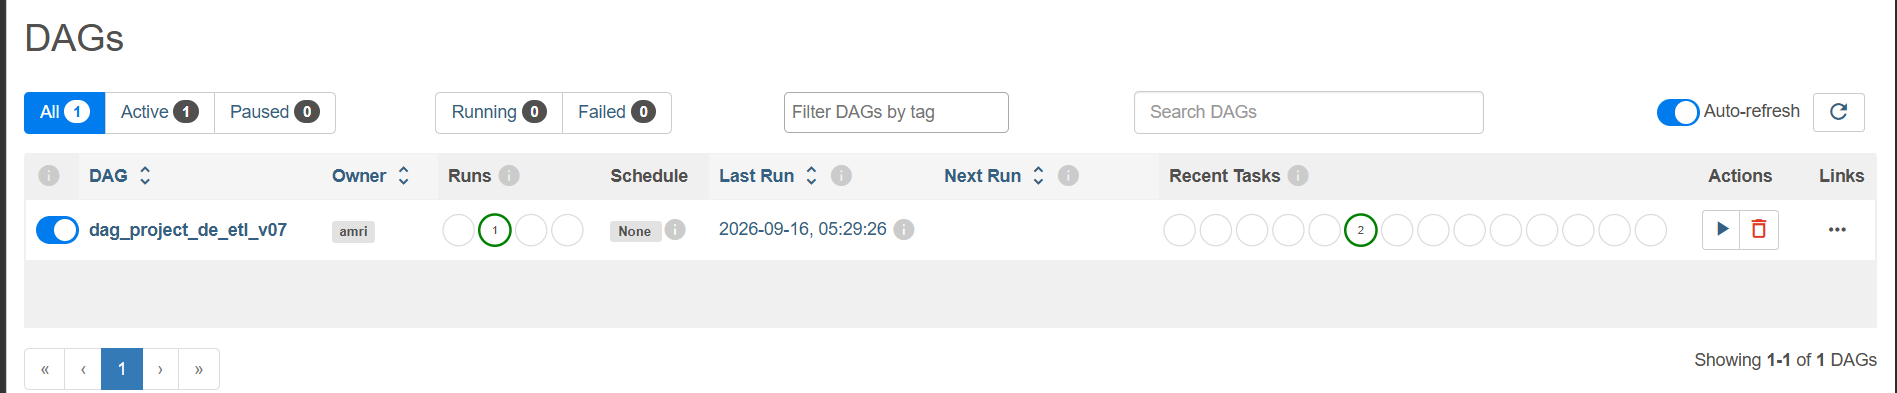 DAGs
All 1 Active 1 Paused 0 Running 0 Failed 0 Filter DAGs by tag Search DAGs Auto-refresh
DAG Owner Runs Schedule Last Run Next Run Recent Tasks Actions Links
dag_project_de_etl_v07 amri 1 None 2026-09-16, 05:29:26 2 ...
« ‹ 1 › » Showing 1-1 of 1 DAGs